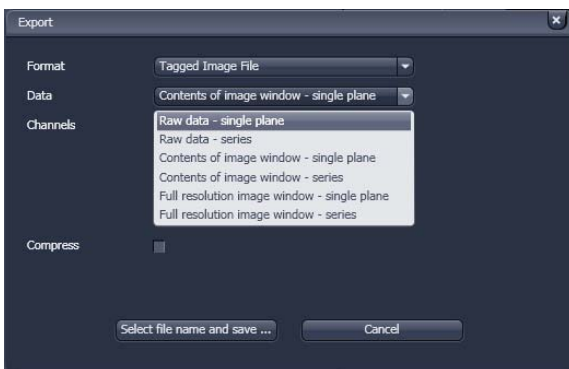 Export
Format Tagged Image File
Data Contents of image window - single plane
Channels Raw data - single plane
Raw data - series
Contents of image window - single plane
Contents of image window - series
Full resolution image window - single plane
Full resolution image window - series
Compress
Select file name and save ... Cancel